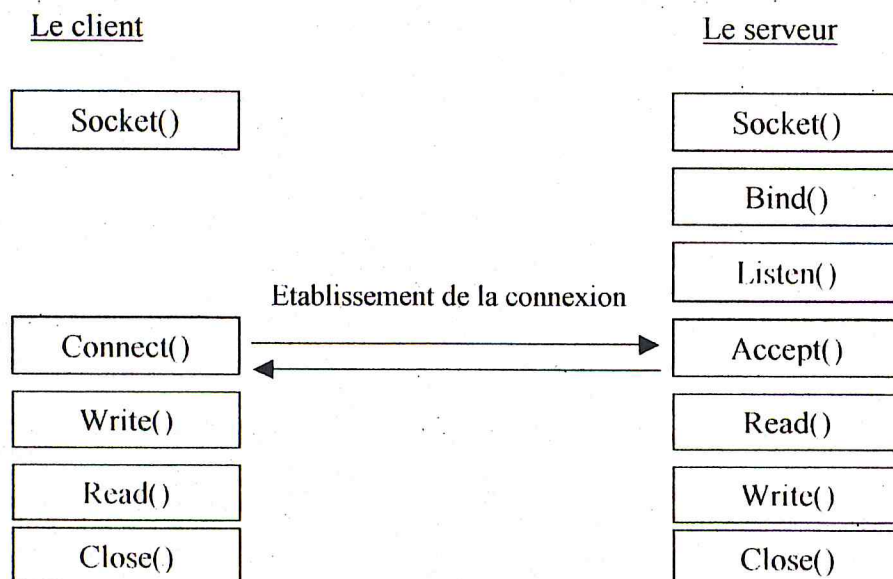 Le client
Le serveur
Socket()
Socket()
Bind()
Listen()
Etablissement de la connexion
Connect()
Accept()
Write()
Read()
Read()
Write()
Close()
Close()